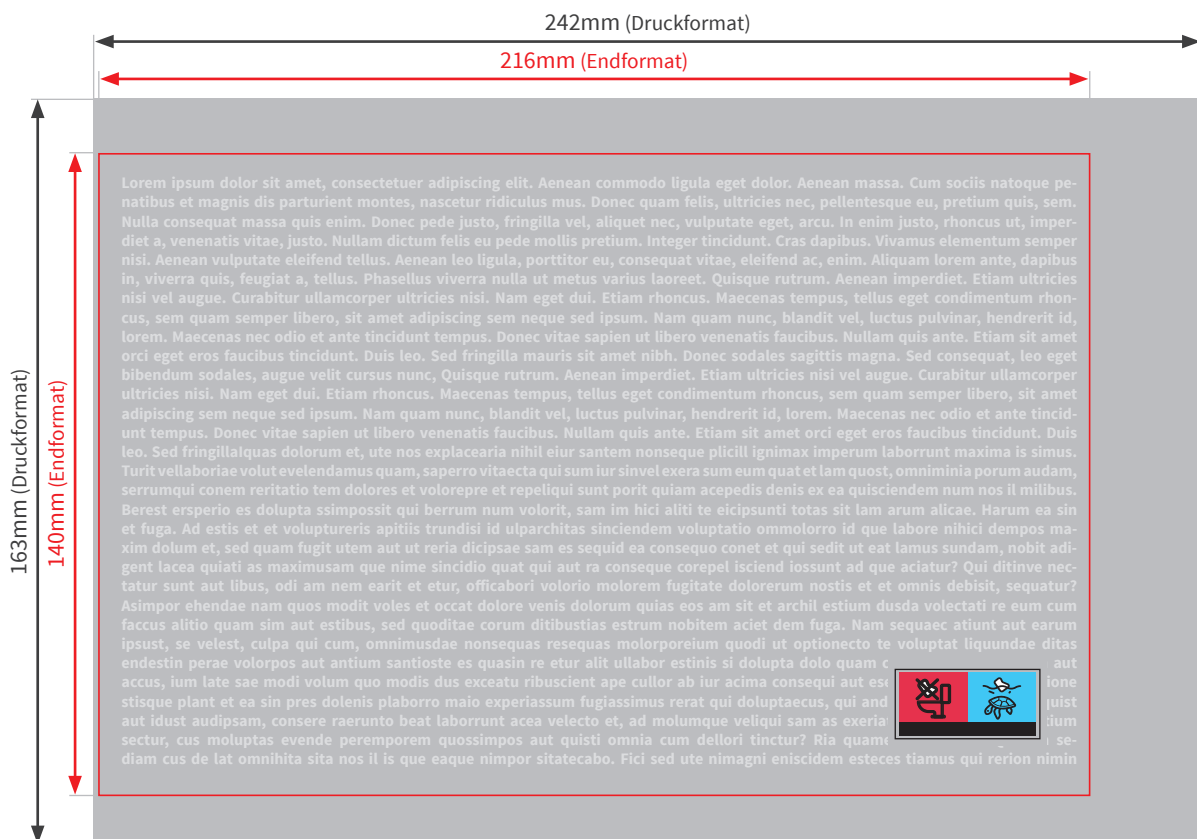 242mm (Druckformat)
216mm (Endformat)
163mm (Druckformat)
140mm (Endformat)
Lorem ipsum dolor sit amet, consectetuer adipiscing elit. Aenean commodo ligula eget dolor. Aenean massa. Cum sociis natoque pe-
natibus et magnis dis parturient montes, nascetur ridiculus mus. Donec quam felis, ultricies nec, pellentesque eu, pretium quis, sem.
Nulla consequat massa quis enim. Donec pede justo, fringilla vel, aliquet nec, vulputate eget, arcu. In enim justo, rhoncus ut, imper-
diet a, venenatis vitae, justo. Nullam dictum felis eu pede mollis pretium. Integer tincidunt. Cras dapibus. Vivamus elementum semper
nisi. Aenean vulputate eleifend tellus. Aenean leo ligula, porttitor eu, consequat vitae, eleifend ac, enim. Aliquam lorem ante, dapibus
in, viverra quis, feugiat a, tellus. Phasellus viverra nulla ut metus varius laoreet. Quisque rutrum. Aenean imperdiet. Etiam ultricies
nisi vel augue. Curabitur ullamcorper ultricies nisi. Nam eget dui. Etiam rhoncus. Maecenas tempus, tellus eget condimentum rhon-
cus, sem quam semper libero, sit amet adipiscing sem neque sed ipsum. Nam quam nunc, blandit vel, luctus pulvinar, hendrerit id,
lorem. Maecenas nec odio et ante tincidunt tempus. Donec vitae sapien ut libero venenatis faucibus. Nullam quis ante. Etiam sit amet
orci eget eros faucibus tincidunt. Duis leo. Sed fringilla mauris sit amet nibh. Donec sodales sagittis magna. Sed consequat, leo eget
bibendum sodales, augue velit cursus nunc, Quisque rutrum. Aenean imperdiet. Etiam ultricies nisi vel augue. Curabitur ullamcorper
ultricies nisi. Nam eget dui. Etiam rhoncus. Maecenas tempus, tellus eget condimentum rhoncus, sem quam semper libero, sit amet
adipiscing sem neque sed ipsum. Nam quam nunc, blandit vel, luctus pulvinar, hendrerit id, lorem. Maecenas nec odio et ante tincid-
unt tempus. Donec vitae sapien ut libero venenatis faucibus. Nullam quis ante. Etiam sit amet orci eget eros faucibus tincidunt. Duis
leo. Sed fringillalquas dolorum et, ute nos explacera nihil eiur santem nonseque pscill ignimax imperum laborrunt maxima is simus.
Turit vellaboriae volut evelendamus quam, saperro vitaecta qui sum iur sinvel exera sum eumquat et lam quost, omniminia porum audam,
serrumqui conem reritatio tem dolores et volorepratet repeliqui sunt porit quiam aceperis denis ex ea quisciendem num nos il milibus.
Berest ersperio es dolupta ssimpossit qui berrum rem volorit, sam im hici aliti te eicipienti totas sit lam arum alicae. Harum ea sin
et fuga. Ad estis et et voluptureris apitiis trundisi id ulparchitas sinciendem voluptatio ommolorro id que labore nihici dempos ma-
xim dolum et, sed quam fugit utem aut ut reria dicipsae sam es sequid ea consequo cone et qui sedit ut eat lam is sundam, nobit adi-
gent lacea quiati as maximusam que nime sincidio quat qui aut ra conseque corepel isciend iossunt ad que aciatur? Qui ditinve nec-
tatur sunt aut libus, odi am nem earit et etur, officabori volorio molorem fugitate dolorerum nostis et et omnis debisit, sequatur?
Asimpor ehendae nam quos modit voles et occat dolore venis dolorum quias eos am sit et archil estium dusda volectati re eum cum
faccus alitio quam sim aut estibus, sed quoditae corum ditibustias estrum nobitem aciet dem fuga. Nam sequaec atiunt aut earum
ipsust, se velest, culpa qui cum, omnimusdae nonsequas resequas molorporeium quodi ut optionecto te voluptat liquundae ditas
endestin perae volorpos aut antium santioste es quasin re etur alit ullabor estinis si dolupta dolo quam aut
accus, ium late sae modi volum quo modis dus exceatu ribuscient ape cullor ab iur acima consequi aut
stisque plant, quia sin pero dolenis plaborro mao exeriassum fugiassimin rerat qui voluptaecus, qui
aut idust autatium, corunte raerunto beat laborum acea verecto et, ad molumque veliqui sam as
sectur, cus moluptas evende peremporem quosimpos aut quisti omnia cum dellori tinctur? Ria se-
diam cus de lat omnihita sita nos il is que eaque nimpor sitatecabo. Fici sed ute nimagni eniscidem esteces tiamus qui rerion nimin